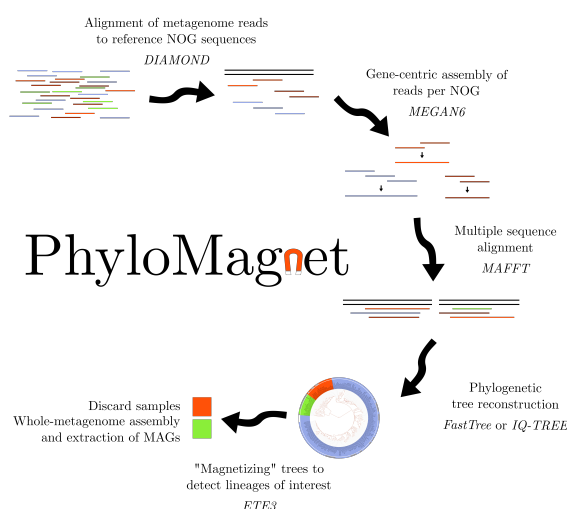 Alignment of metagenome reads
to reference NOG sequences
DIAMOND
Gene-centric assembly of
reads per NOG
MEGAN6
PhyloMagnet
Multiple sequence
alignment
MAFFT
Phylogenetic
tree reconstruction
FastTree or IQ-TREE
Discard samples
Whole-metagenome assembly
and extraction of MAGs
"Magnetizing" trees to
detect lineages of interest
ETE3